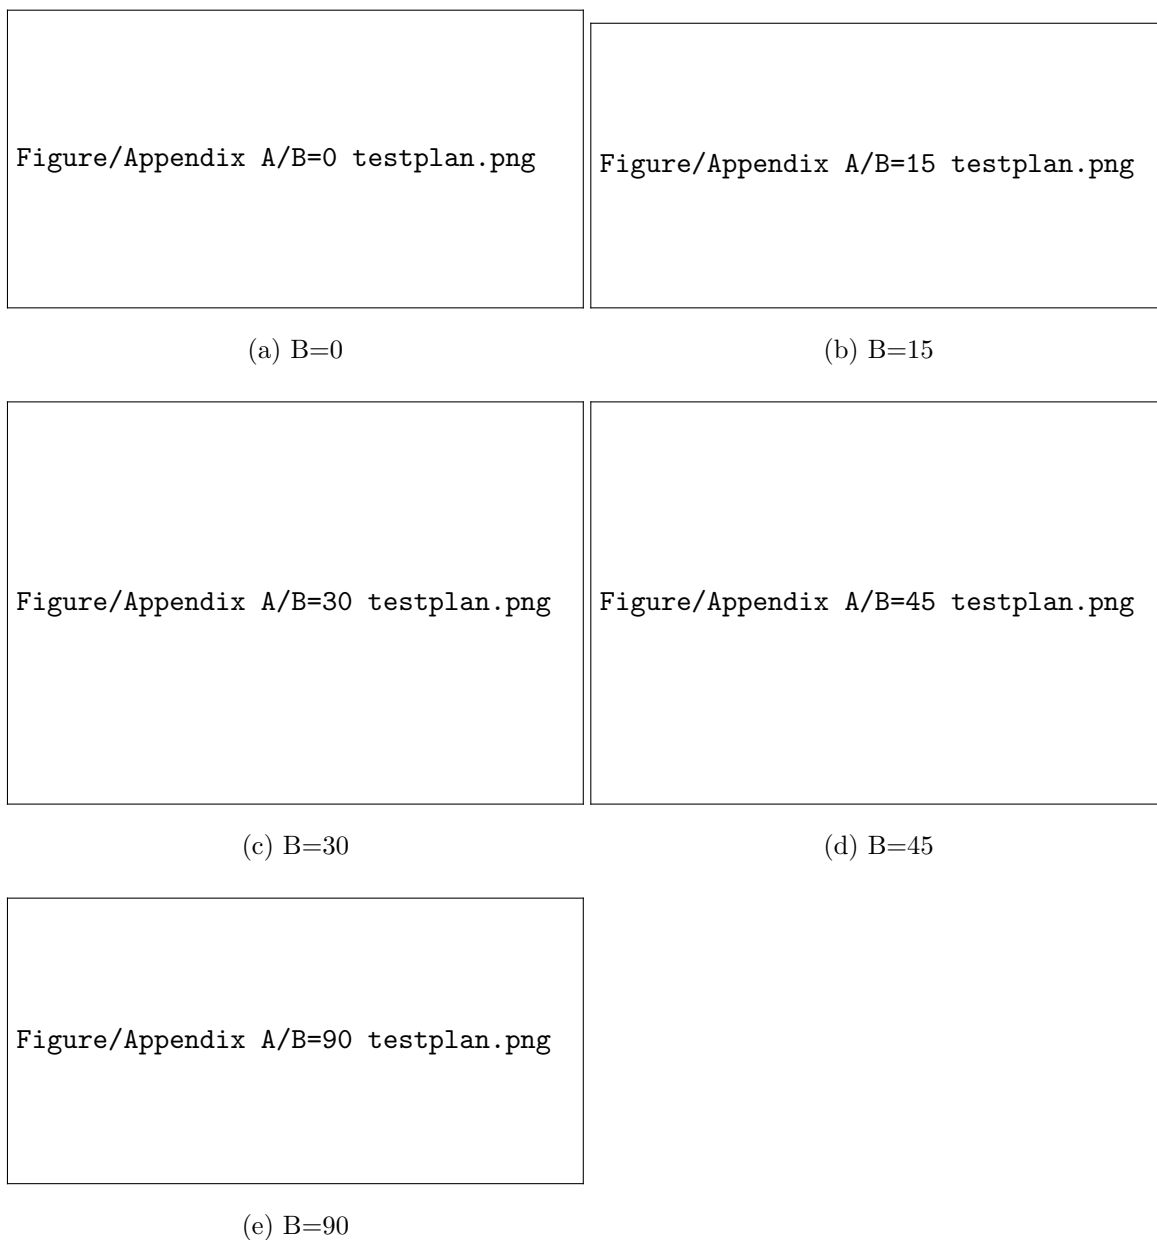 Figure/Appendix A/B=0 testplan.png
Figure/Appendix A/B=15 testplan.png
(a) B=0
(b) B=15
Figure/Appendix A/B=30 testplan.png
Figure/Appendix A/B=45 testplan.png
(c) B=30
(d) B=45
Figure/Appendix A/B=90 testplan.png
(e) B=90